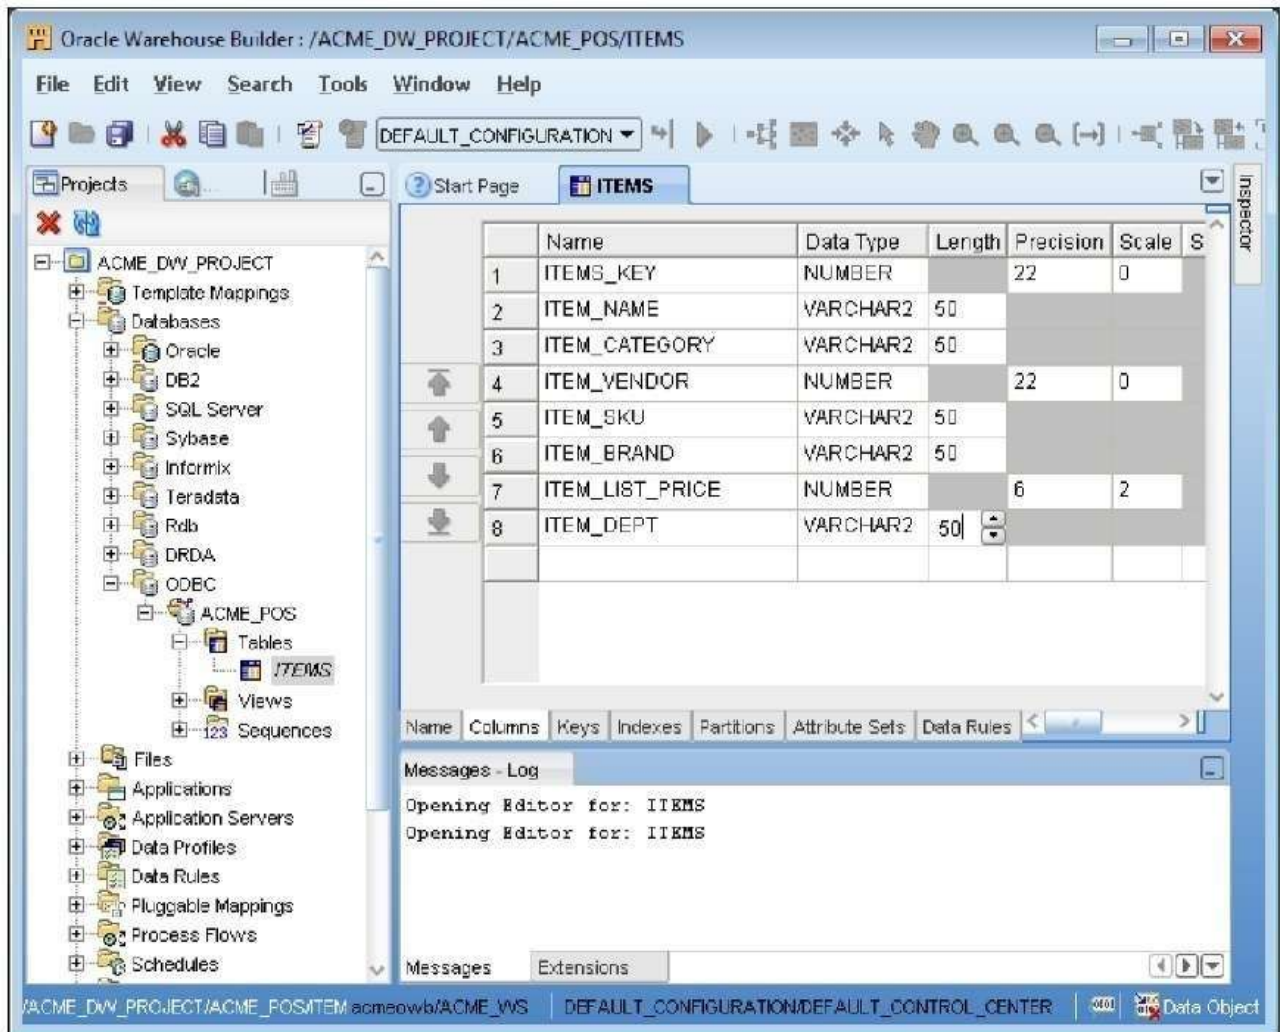 Oracle Warehouse Builder : /ACME_DW_PROJECT/ACME_POS/ITEMS
File Edit View Search Tools Window Help
DEFAULT_CONFIGURATION
Projects
Start Page ITEMS
Inspector
ACME_DW_PROJECT
Template Mappings
Databases
Oracle
DB2
SQL Server
Sybase
Informix
Teradata
Rdb
DRDA
ODBC
ACME_POS
Tables
ITEMS
Views
123 Sequences
Files
Applications
Application Servers
Data Profiles
Data Rules
Pluggable Mappings
Process Flows
Schedules
Name Data Type Length Precision Scale S
1 ITEMS_KEY NUMBER 22 0
2 ITEM_NAME VARCHAR2 50
3 ITEM_CATEGORY VARCHAR2 50
4 ITEM_VENDOR NUMBER 22 0
5 ITEM_SKU VARCHAR2 50
6 ITEM_BRAND VARCHAR2 50
7 ITEM_LIST_PRICE NUMBER 6 2
8 ITEM_DEPT VARCHAR2 50
Name Columns Keys Indexes Partitions Attribute Sets Data Rules
Messages - Log
Opening Editor for: ITEMS
Opening Editor for: ITEMS
Messages Extensions
/ACME_DW_PROJECT/ACME_POS/ITEM acmeowb/ACME_WS DEFAULT_CONFIGURATION/DEFAULT_CONTROL_CENTER Data Object